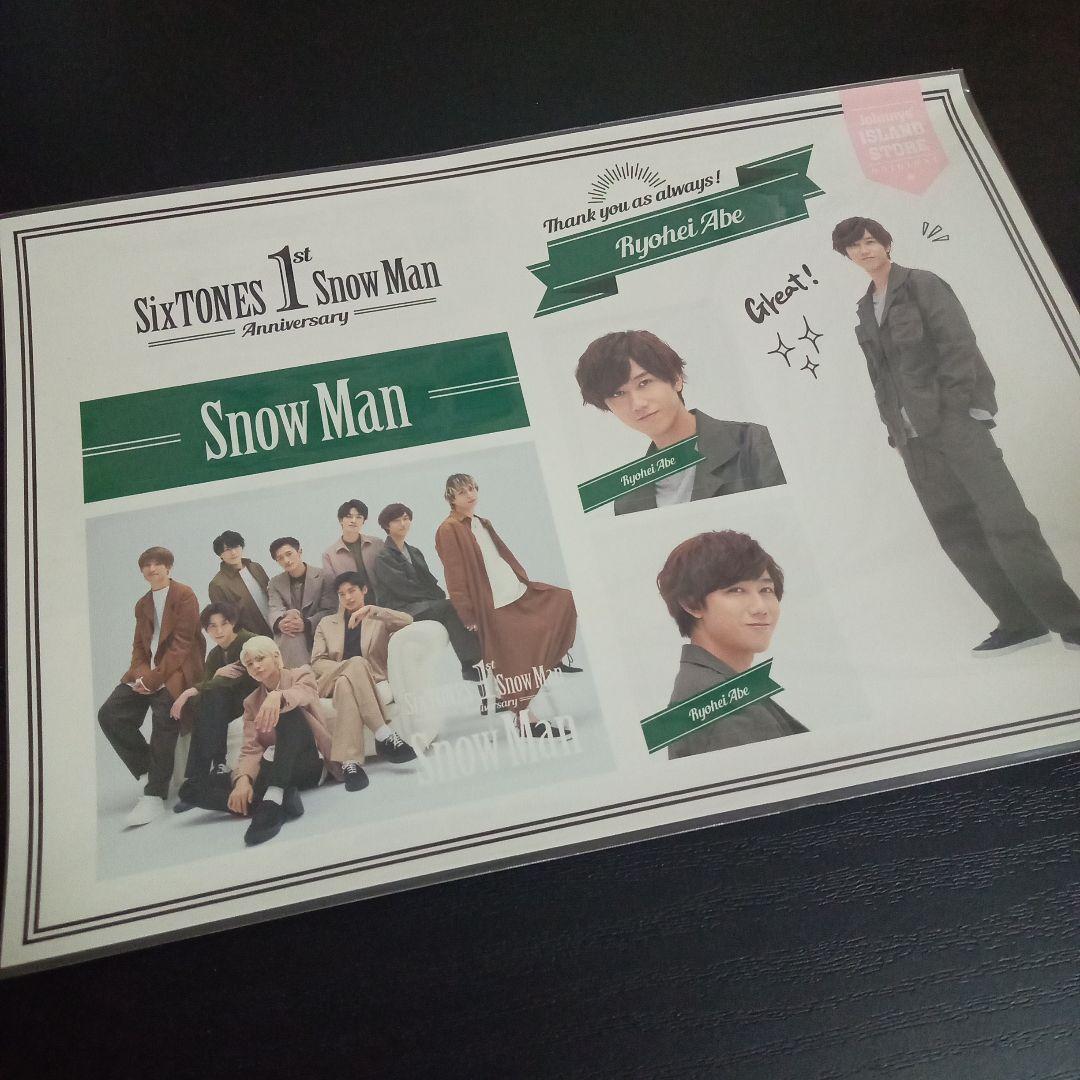 Johnny's
ISLAND
STORE
Thank you as always!
Ryohei Abe
SixTONES 1st Snow Man
Anniversary
Great!
Snow Man
Ryohei Abe
Ryohei Abe
SixTONES 1st Snow Man
Anniversary
Snow Man